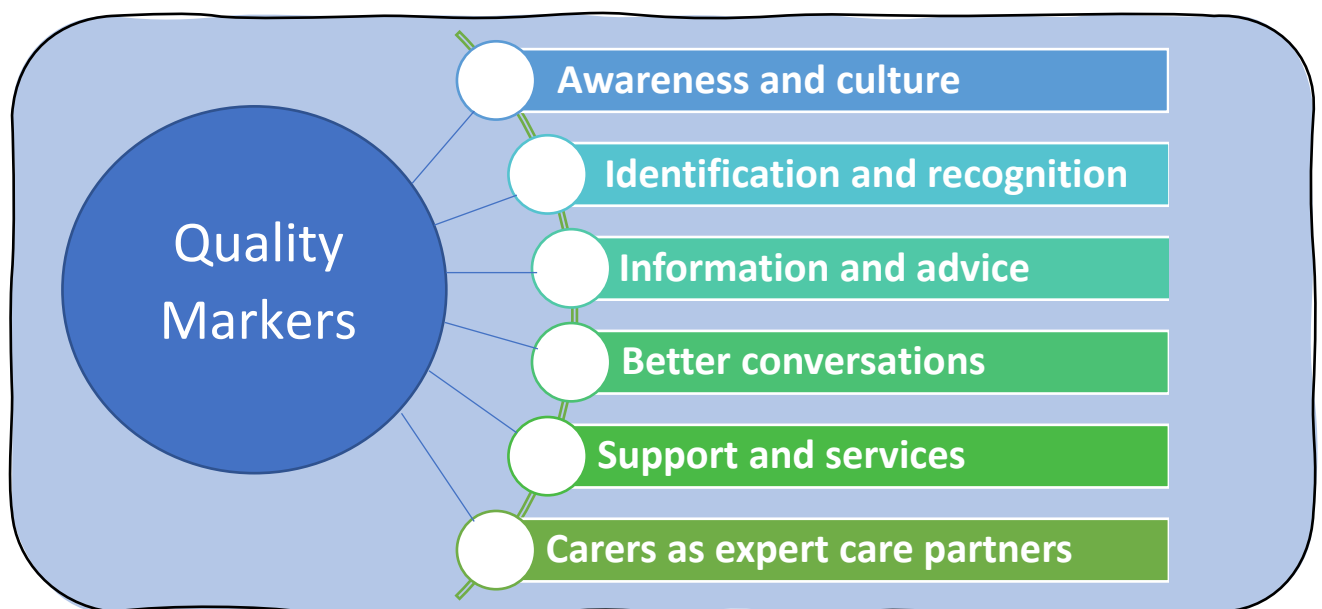 Quality
Markers
Awareness and culture
Identification and recognition
Information and advice
Better conversations
Support and services
Carers as expert care partners